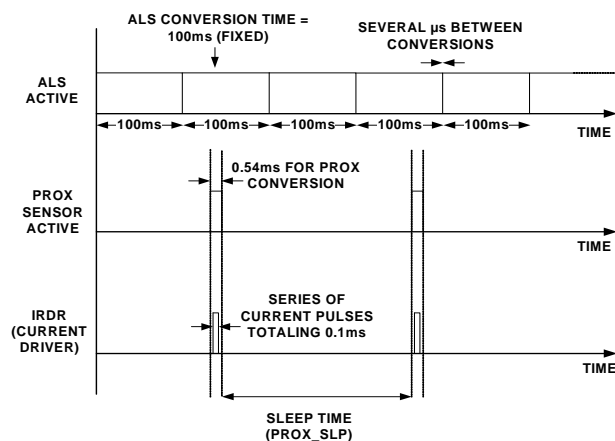 ALS CONVERSION TIME =
100ms (FIXED)
SEVERAL µs BETWEEN
CONVERSIONS
ALS
ACTIVE
100ms
100ms
100ms
100ms
100ms
TIME
0.54ms FOR PROX
CONVERSION
PROX
SENSOR
ACTIVE
TIME
SERIES OF
CURRENT PULSES
TOTALING 0.1ms
IRDR
(CURRENT
DRIVER)
TIME
SLEEP TIME
(PROX_SLP)